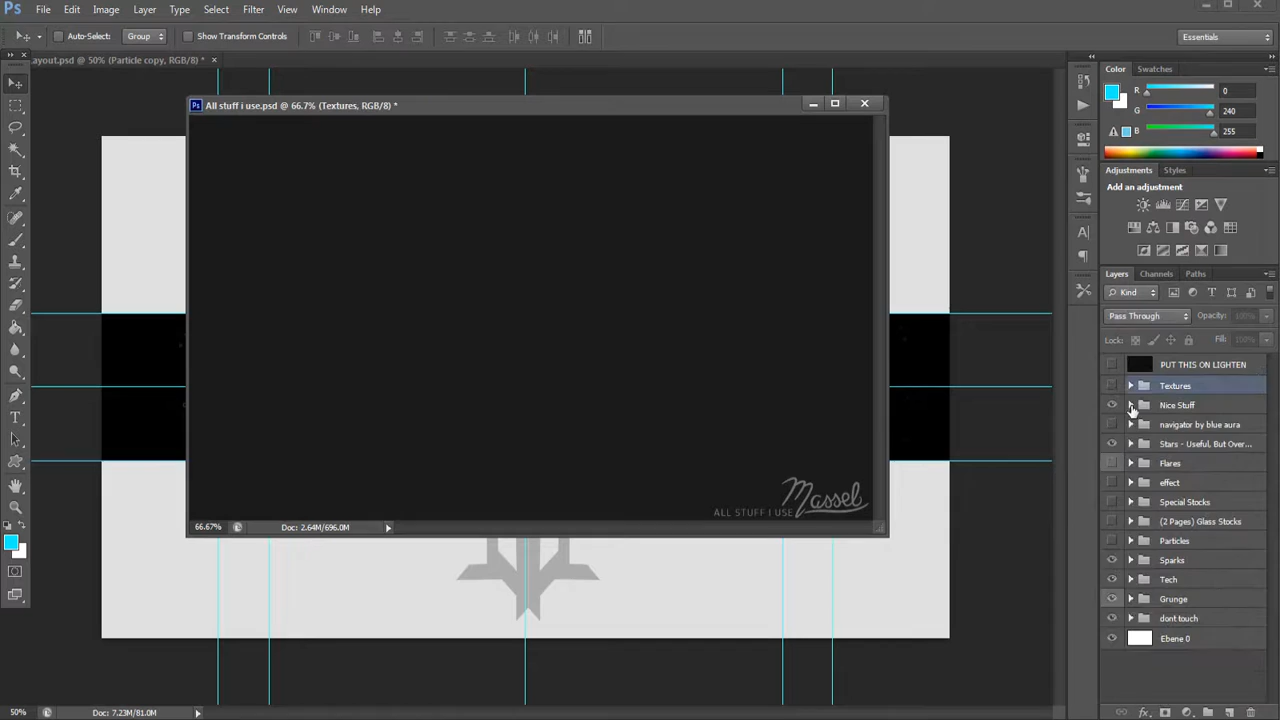 Ps File Edit Image Layer Type Select Filter View Window Help
Auto-Select: Group Show Transform Controls Essentials
ayout.psd @ 50% (Particle copy, RGB/8) * ×
Color Swatches
R 0
G 240
B 255
Ps All stuff i use.psd @ 66.7% (Textures, RGB/8) *
Adjustments Styles
Add an adjustment
Layers Channels Paths
Kind
Pass Through Opacity: 100%
Lock: Fill: 100%
PUT THIS ON LIGHTEN
Textures
Nice Stuff
navigator by blue aura
Stars - Useful, But Over...
Flares
effect
Special Stocks
(2 Pages) Glass Stocks
Particles
Sparks
Tech
Grunge
dont touch
Ebene 0
Massel
ALL STUFF I USE
66.67% Doc: 2.64M/696.0M
50% Doc: 7.23M/81.0M